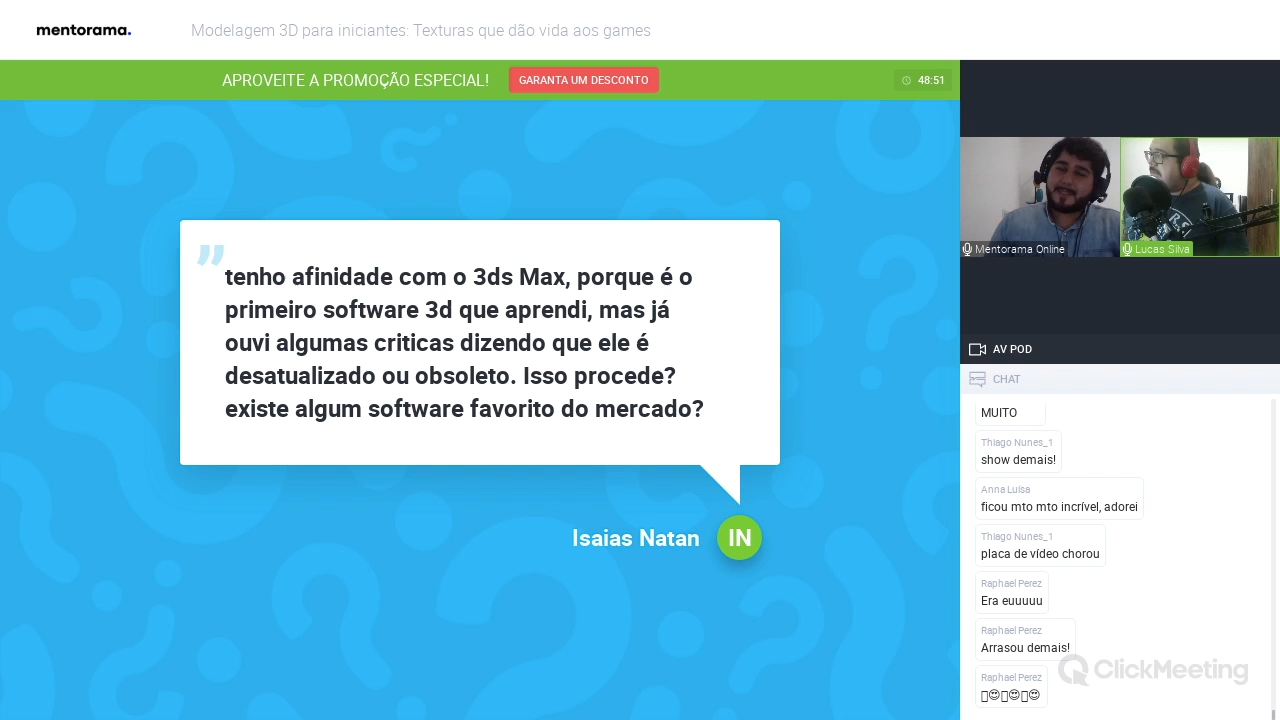 mentorama.
Modelagem 3D para iniciantes: Texturas que dão vida aos games
APROVEITE A PROMOÇÃO ESPECIAL!
GARANTA UM DESCONTO
48:51
tenho afinidade com o 3ds Max, porque é o
primeiro software 3d que aprendi, mas já
ouvi algumas criticas dizendo que ele é
desatualizado ou obsoleto. Isso procede?
existe algum software favorito do mercado?
Isaias Natan
IN
Mentorama Online
Lucas Silva
AV POD
CHAT
MUITO
Thiago Nunes_1
show demais!
Anna Luísa
ficou mto mto incrível, adorei
Thiago Nunes_1
placa de vídeo chorou
Raphael Perez
Era euuuuu
Raphael Perez
Arrasou demais!
Raphael Perez
ClickMeeting